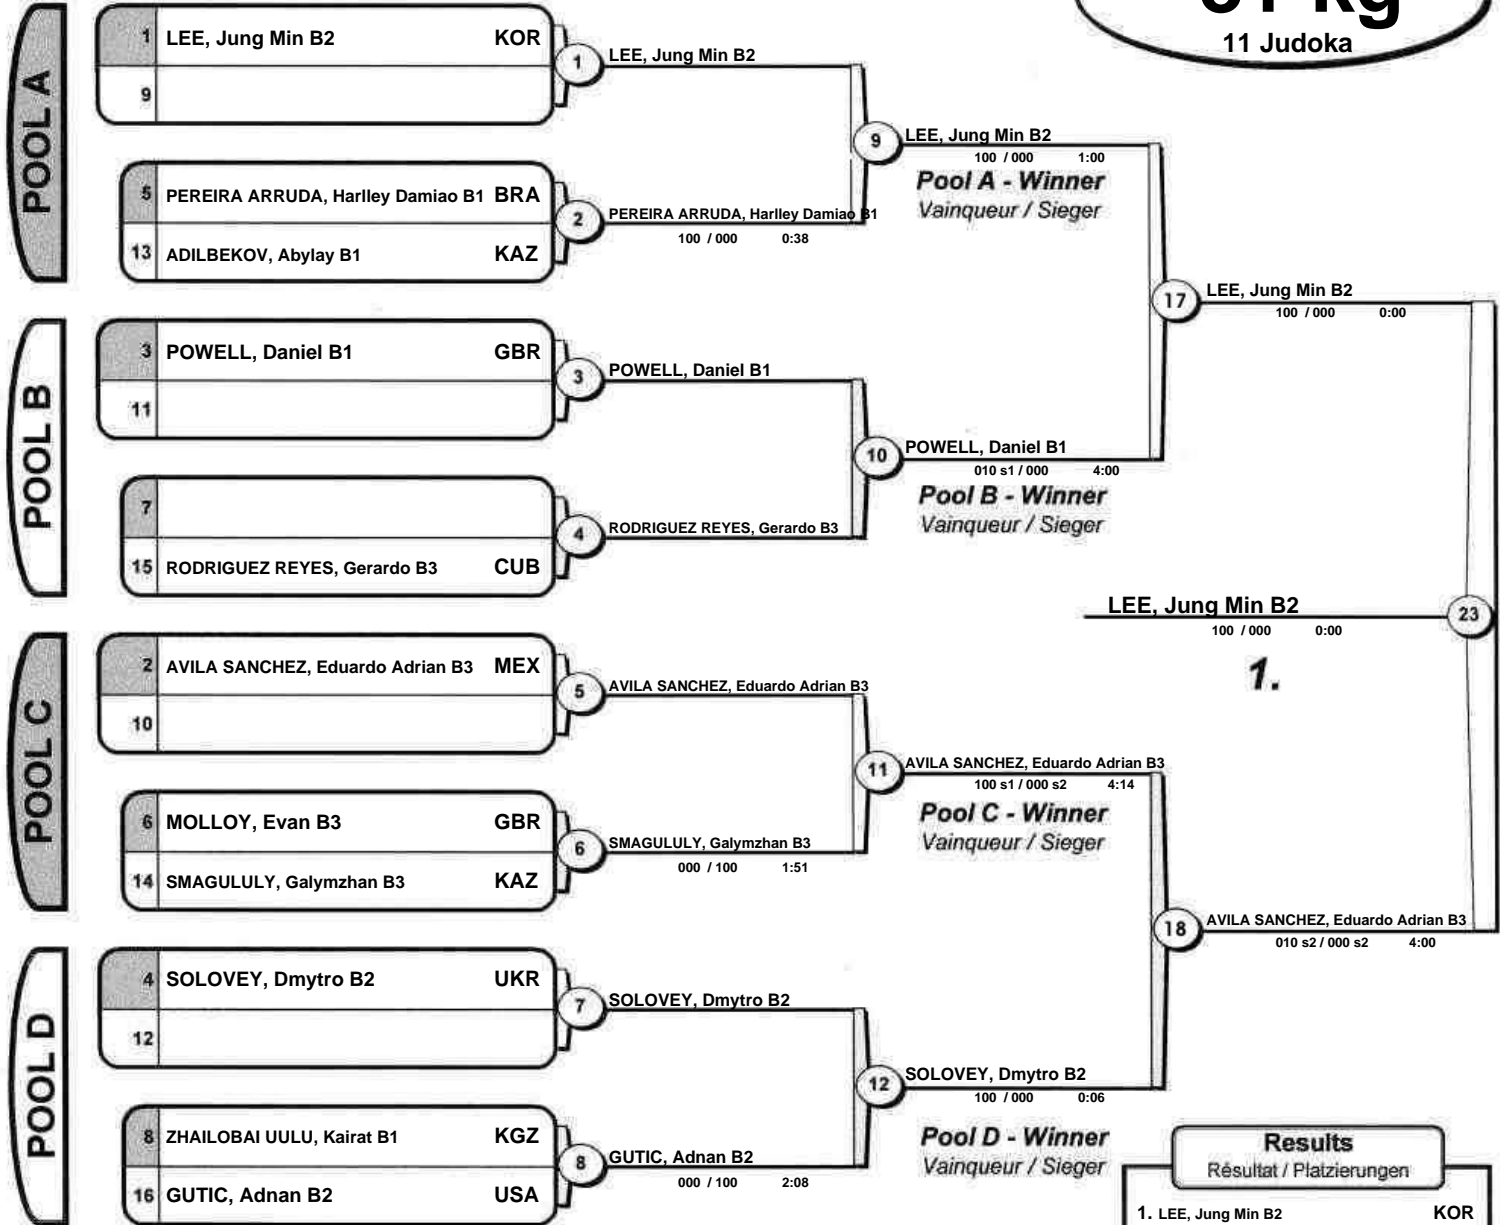 81 kg
11 Judoka
POOL A
1 LEE, Jung Min B2 KOR
9
5 PEREIRA ARRUDA, Harlley Damiao B1 BRA
13 ADILBEKOV, Abylay B1 KAZ
POOL B
3 POWELL, Daniel B1 GBR
11
7
15 RODRIGUEZ REYES, Gerardo B3 CUB
POOL C
2 AVILA SANCHEZ, Eduardo Adrian B3 MEX
10
6 MOLLOY, Evan B3 GBR
14 SMAGULULY, Galymzhan B3 KAZ
POOL D
4 SOLOVEY, Dmytro B2 UKR
12
8 ZHAILOBAI UULU, Kairat B1 KGZ
16 GUTIC, Adnan B2 USA
1 LEE, Jung Min B2
2 PEREIRA ARRUDA, Harlley Damiao B1
100 / 000 0:38
3 POWELL, Daniel B1
4 RODRIGUEZ REYES, Gerardo B3
5 AVILA SANCHEZ, Eduardo Adrian B3
6 SMAGULULY, Galymzhan B3
000 / 100 1:51
7 SOLOVEY, Dmytro B2
8 GUTIC, Adnan B2
000 / 100 2:08
9 LEE, Jung Min B2
100 / 000 1:00
Pool A - Winner
Vainqueur / Sieger
10 POWELL, Daniel B1
010 s1 / 000 4:00
Pool B - Winner
Vainqueur / Sieger
11 AVILA SANCHEZ, Eduardo Adrian B3
100 s1 / 000 s2 4:14
Pool C - Winner
Vainqueur / Sieger
12 SOLOVEY, Dmytro B2
100 / 000 0:06
Pool D - Winner
Vainqueur / Sieger
17 LEE, Jung Min B2
100 / 000 0:00
18 AVILA SANCHEZ, Eduardo Adrian B3
010 s2 / 000 s2 4:00
LEE, Jung Min B2 23
100 / 000 0:00
1.
Results
Résultat / Platzierungen
1. LEE, Jung Min B2 KOR